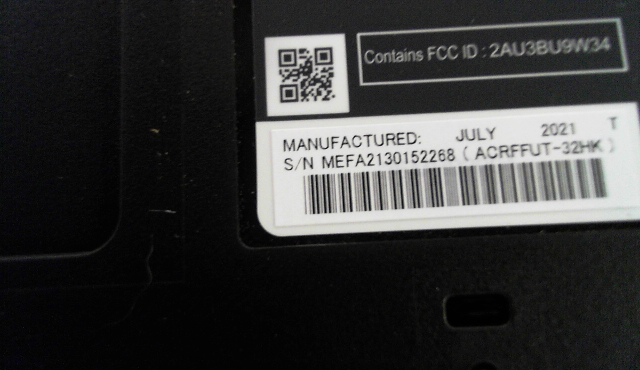 Contains FCC ID : 2AU3BU9W34
MANUFACTURED: JULY 2021 T
S/N MEFA2130152268 ( ACRFFUT-32HK )